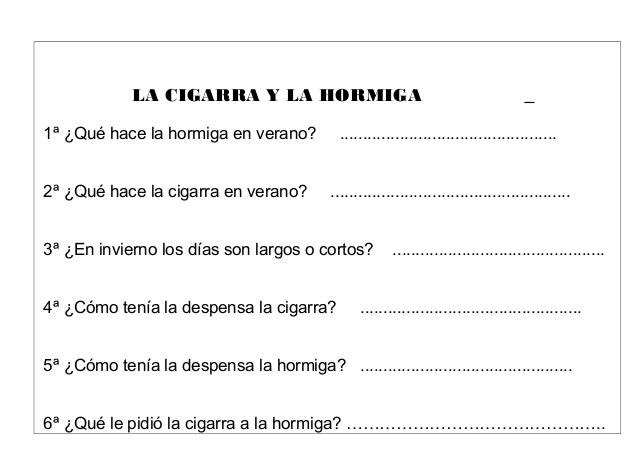 LA CIGARRA Y LA HORMIGA _
1ª ¿Qué hace la hormiga en verano? ................................................
2ª ¿Qué hace la cigarra en verano? .....................................................
3ª ¿En invierno los días son largos o cortos? ...............................................
4ª ¿Cómo tenía la despensa la cigarra? .................................................
5ª ¿Cómo tenía la despensa la hormiga? ...............................................
6ª ¿Qué le pidió la cigarra a la hormiga? ……………………………………..